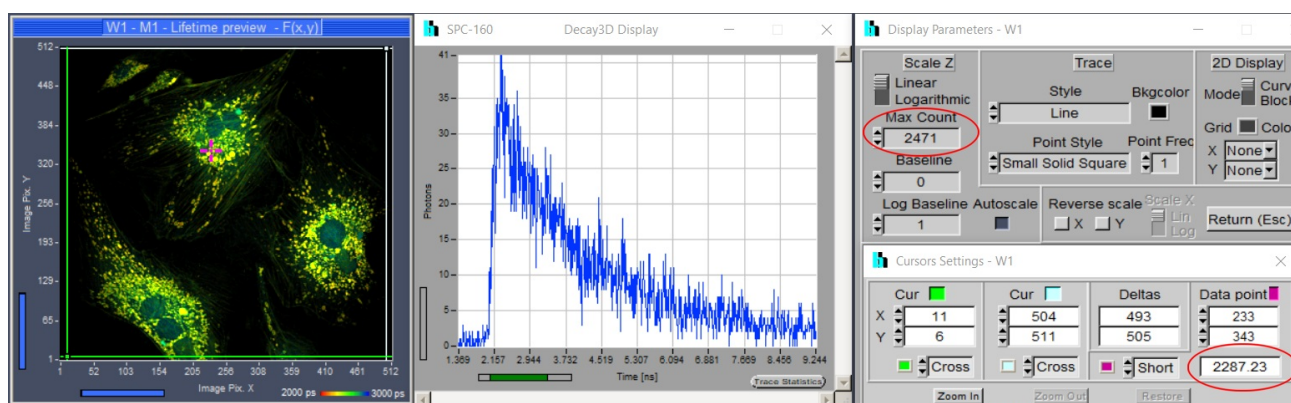 W1 - M1 - Lifetime preview - F(x,y)
512
448
384
320
256
193
129
65
1
Image Pix. Y
1 52 103 154 206 257 308 359 410 461 512
Image Pix. X
2000 ps 3000 ps
SPC-160 Decay3D Display
41
35
30
25
20
15
10
5
0
Photons
1.369 2.157 2.944 3.732 4.519 5.307 6.094 6.881 7.669 8.456 9.244
Time [ns]
Trace Statistics
Display Parameters - W1
Scale Z
Linear
Logarithmic
Max Count
2471
Baseline
0
Log Baseline
1
Autoscale
Trace
Style
Line
Bkgcolor
Point Style
Small Solid Square
Point Freq
1
Reverse scale
X Y
Scale X
Lin
Log
2D Display
Mode
Curv
Block
Grid Colo
X None
Y None
Return (Esc)
Cursors Settings - W1
Cur Cur Deltas Data point
X 11 504 493 233
Y 6 511 505 343
Cross Cross Short 2287.23
Zoom In Zoom Out Restore